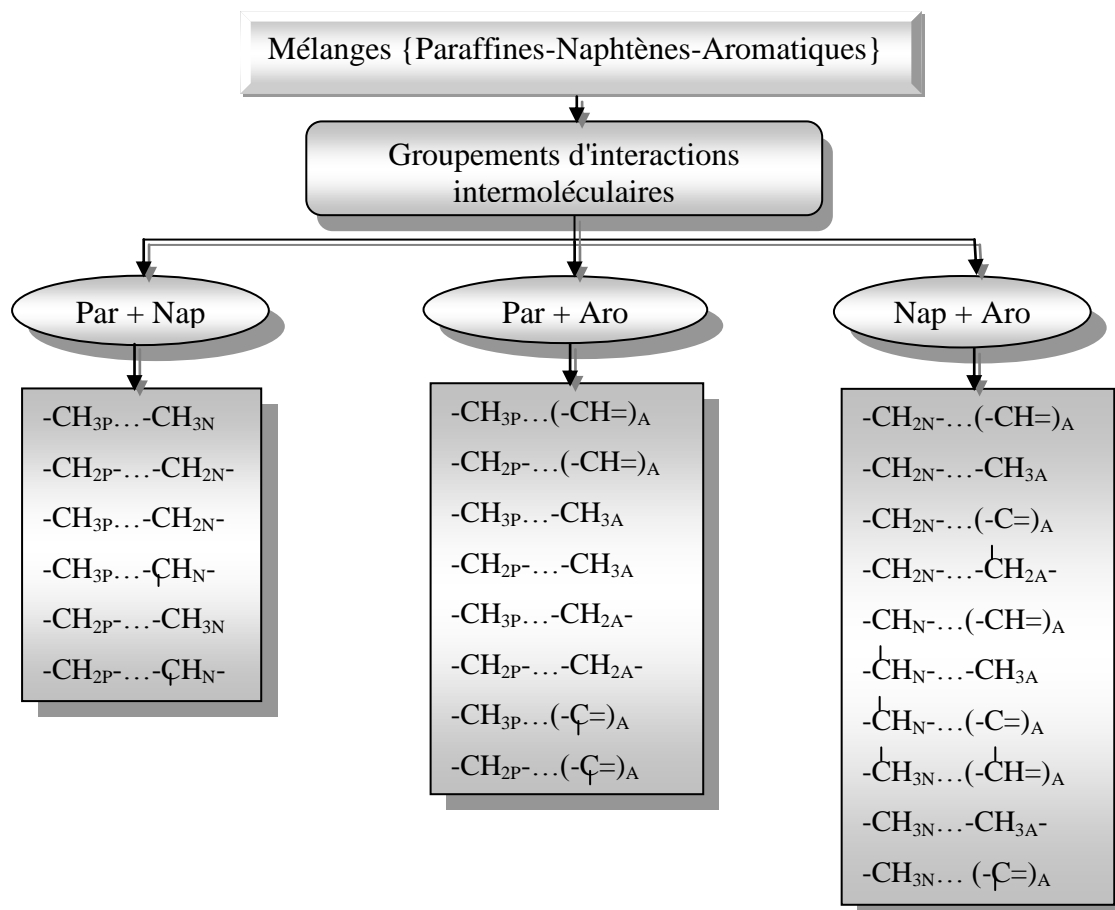 Mélanges {Paraffines-Naphtènes-Aromatiques}
Groupements d'interactions
intermoléculaires
Par + Nap
-CH₃P…-CH₃N
-CH₂P-…-CH₂N-
-CH₃P…-CH₂N-
-CH₃P…-CHN-
-CH₂P-…-CH₃N
-CH₂P-…-CHN-
Par + Aro
-CH₃P…(-CH=)A
-CH₂P-…(-CH=)A
-CH₃P…-CH₃A
-CH₂P-…-CH₃A
-CH₃P…-CH₂A-
-CH₂P-…-CH₂A-
-CH₃P…(-C=)A
-CH₂P-…(-C=)A
Nap + Aro
-CH₂N-…(-CH=)A
-CH₂N-…-CH₃A
-CH₂N-…(-C=)A
-CH₂N-…-CH₂A-
-CHN-…(-CH=)A
-CHN-…-CH₃A
-CHN-…(-C=)A
-CH₃N…(-CH=)A
-CH₃N…-CH₃A-
-CH₃N… (-C=)A